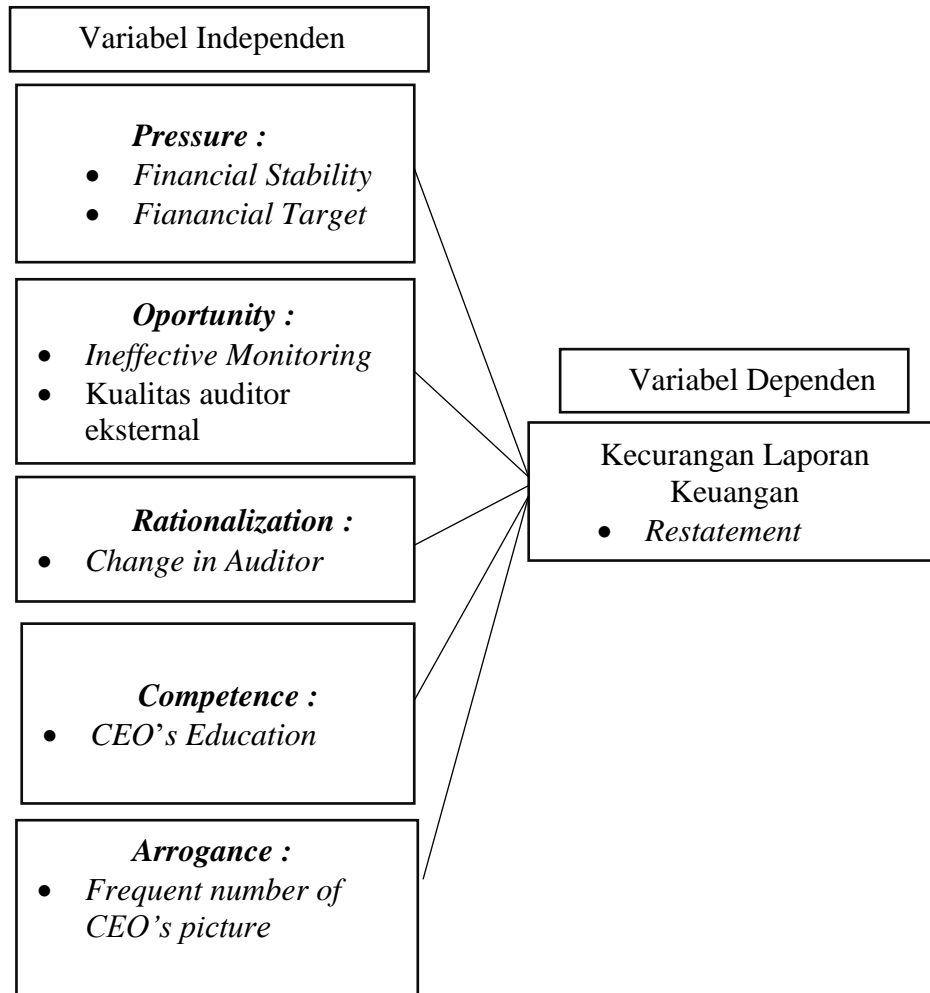 Variabel Independen
Pressure :
• Financial Stability
• Fianancial Target
Oportunity :
• Ineffective Monitoring
• Kualitas auditor
eksternal
Rationalization :
• Change in Auditor
Competence :
• CEO’s Education
Arrogance :
• Frequent number of
CEO’s picture
Variabel Dependen
Kecurangan Laporan
Keuangan
• Restatement